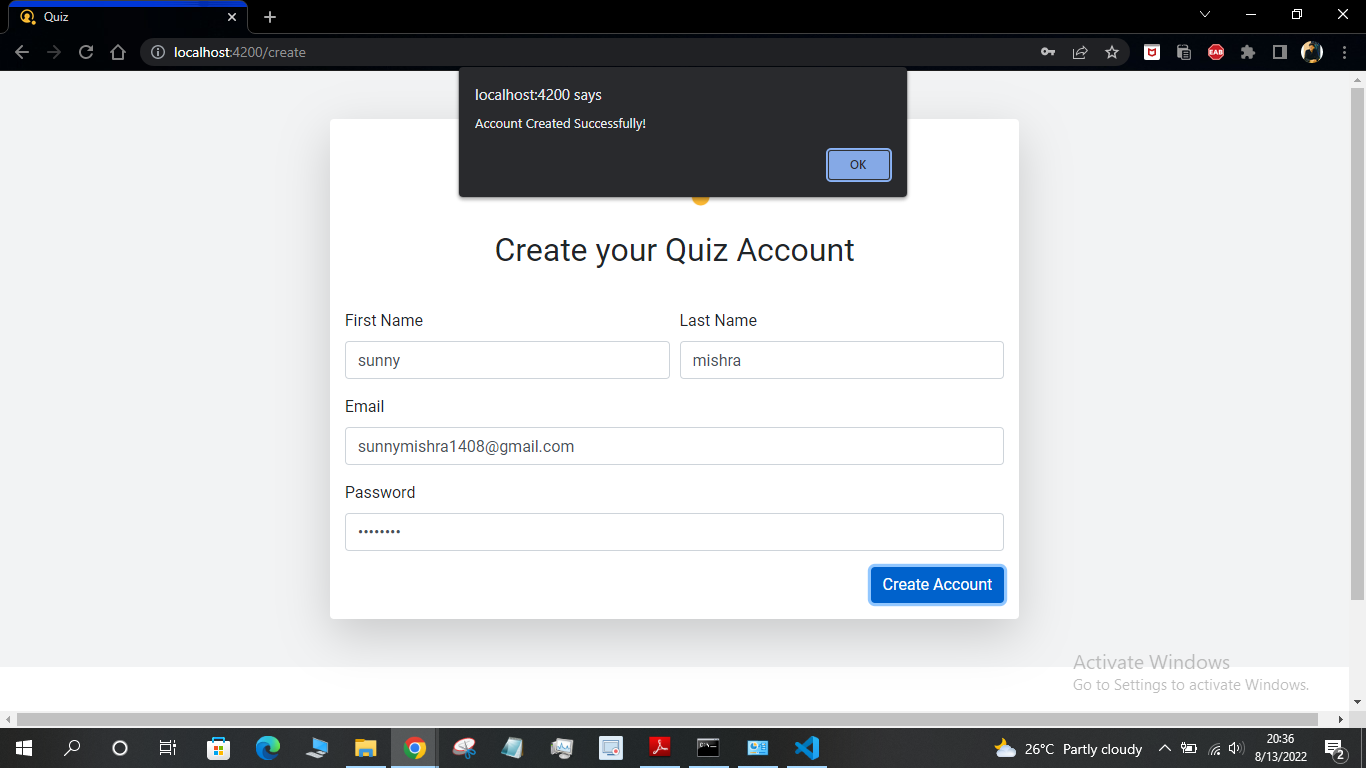 Quiz
localhost:4200/create
localhost:4200 says
Account Created Successfully!
OK
Create your Quiz Account
First Name
Last Name
sunny
mishra
Email
sunnymishra1408@gmail.com
Password
••••••••
Create Account
Activate Windows
Go to Settings to activate Windows.
26°C Partly cloudy
20:36
8/13/2022
2
EAB